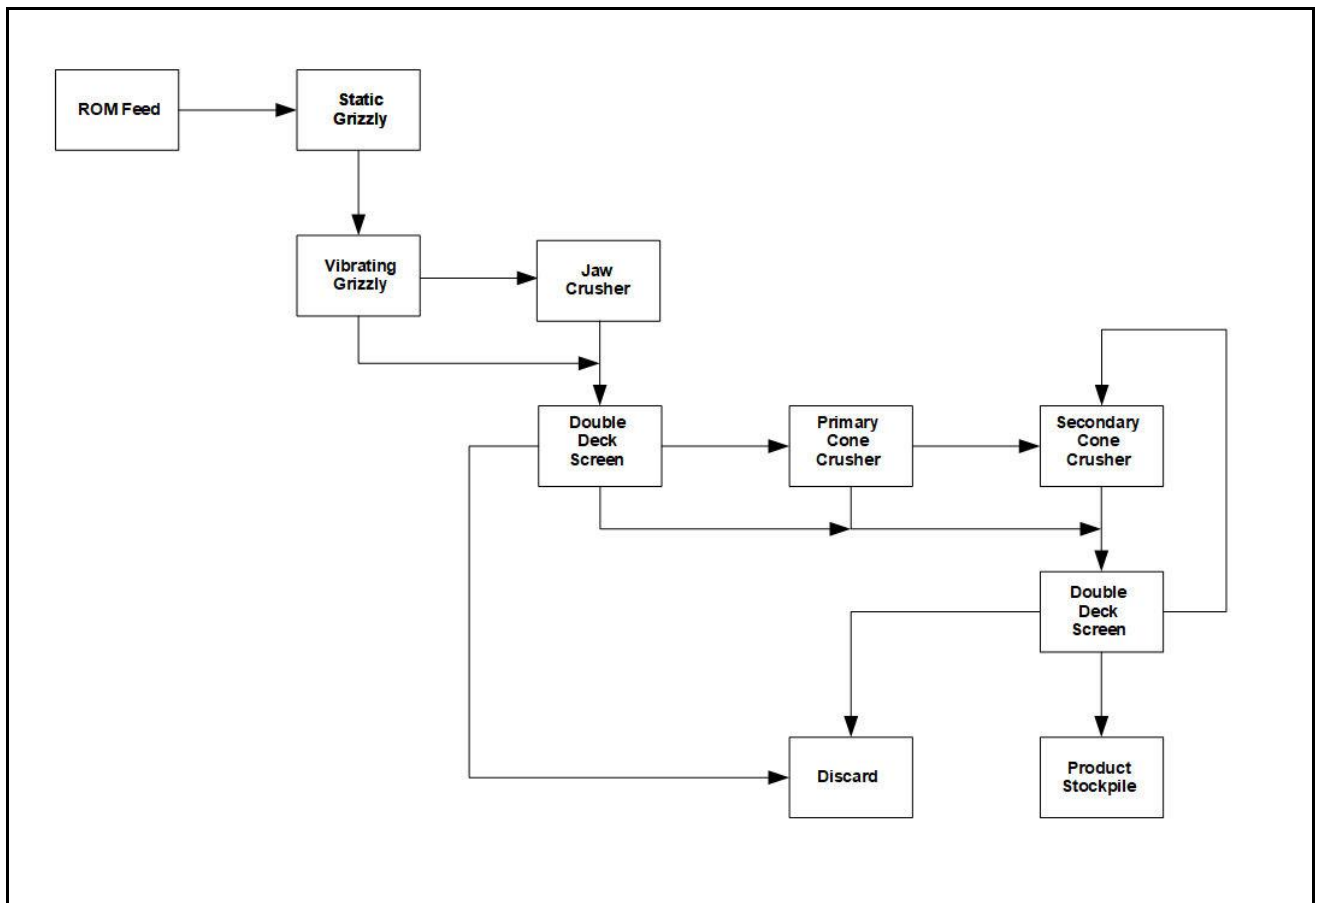 ROM Feed
Static
Grizzly
Vibrating
Grizzly
Jaw
Crusher
Double
Deck
Screen
Primary
Cone
Crusher
Secondary
Cone
Crusher
Double
Deck
Screen
Discard
Product
Stockpile